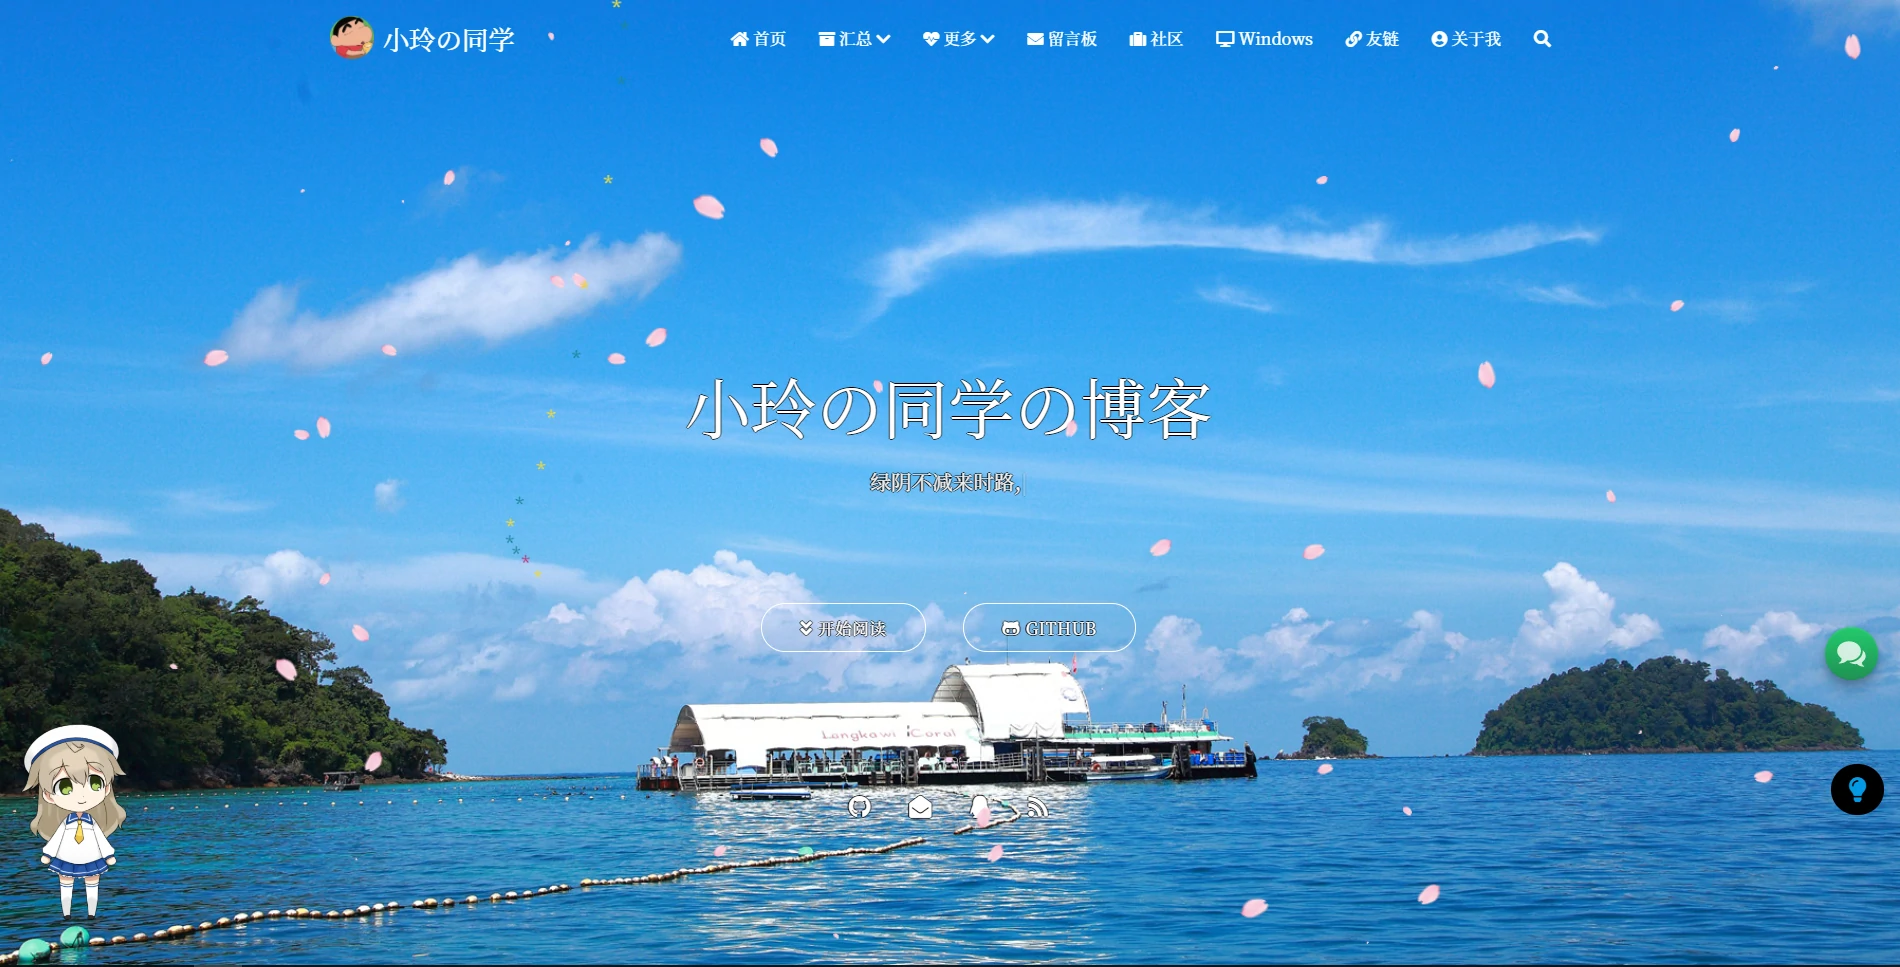 小玲の同学
首页 汇总 更多 留言板 社区 Windows 友链 关于我
小玲の同学の博客
绿阴不减来时路,
开始阅读 GITHUB
Langkawi Coral